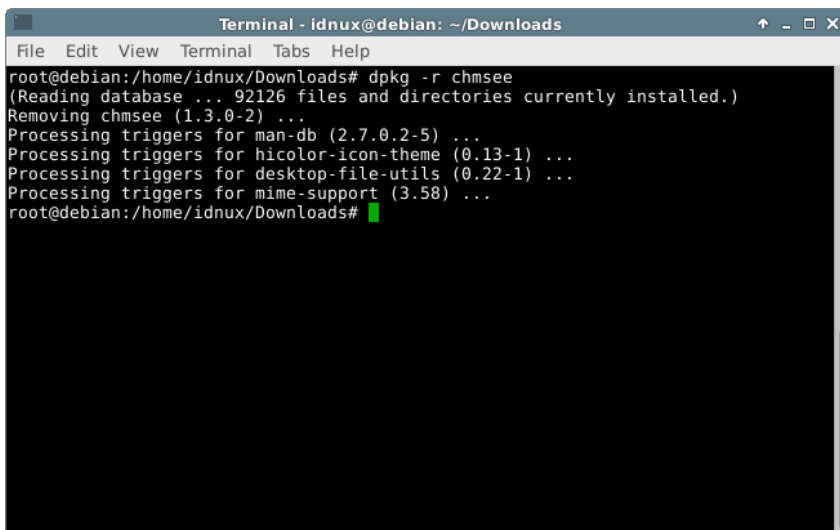 Terminal - idnux@debian: ~/Downloads
File Edit View Terminal Tabs Help
root@debian:/home/idnux/Downloads# dpkg -r chmsee
(Reading database ... 92126 files and directories currently installed.)
Removing chmsee (1.3.0-2) ...
Processing triggers for man-db (2.7.0.2-5) ...
Processing triggers for hicolor-icon-theme (0.13-1) ...
Processing triggers for desktop-file-utils (0.22-1) ...
Processing triggers for mime-support (3.58) ...
root@debian:/home/idnux/Downloads#